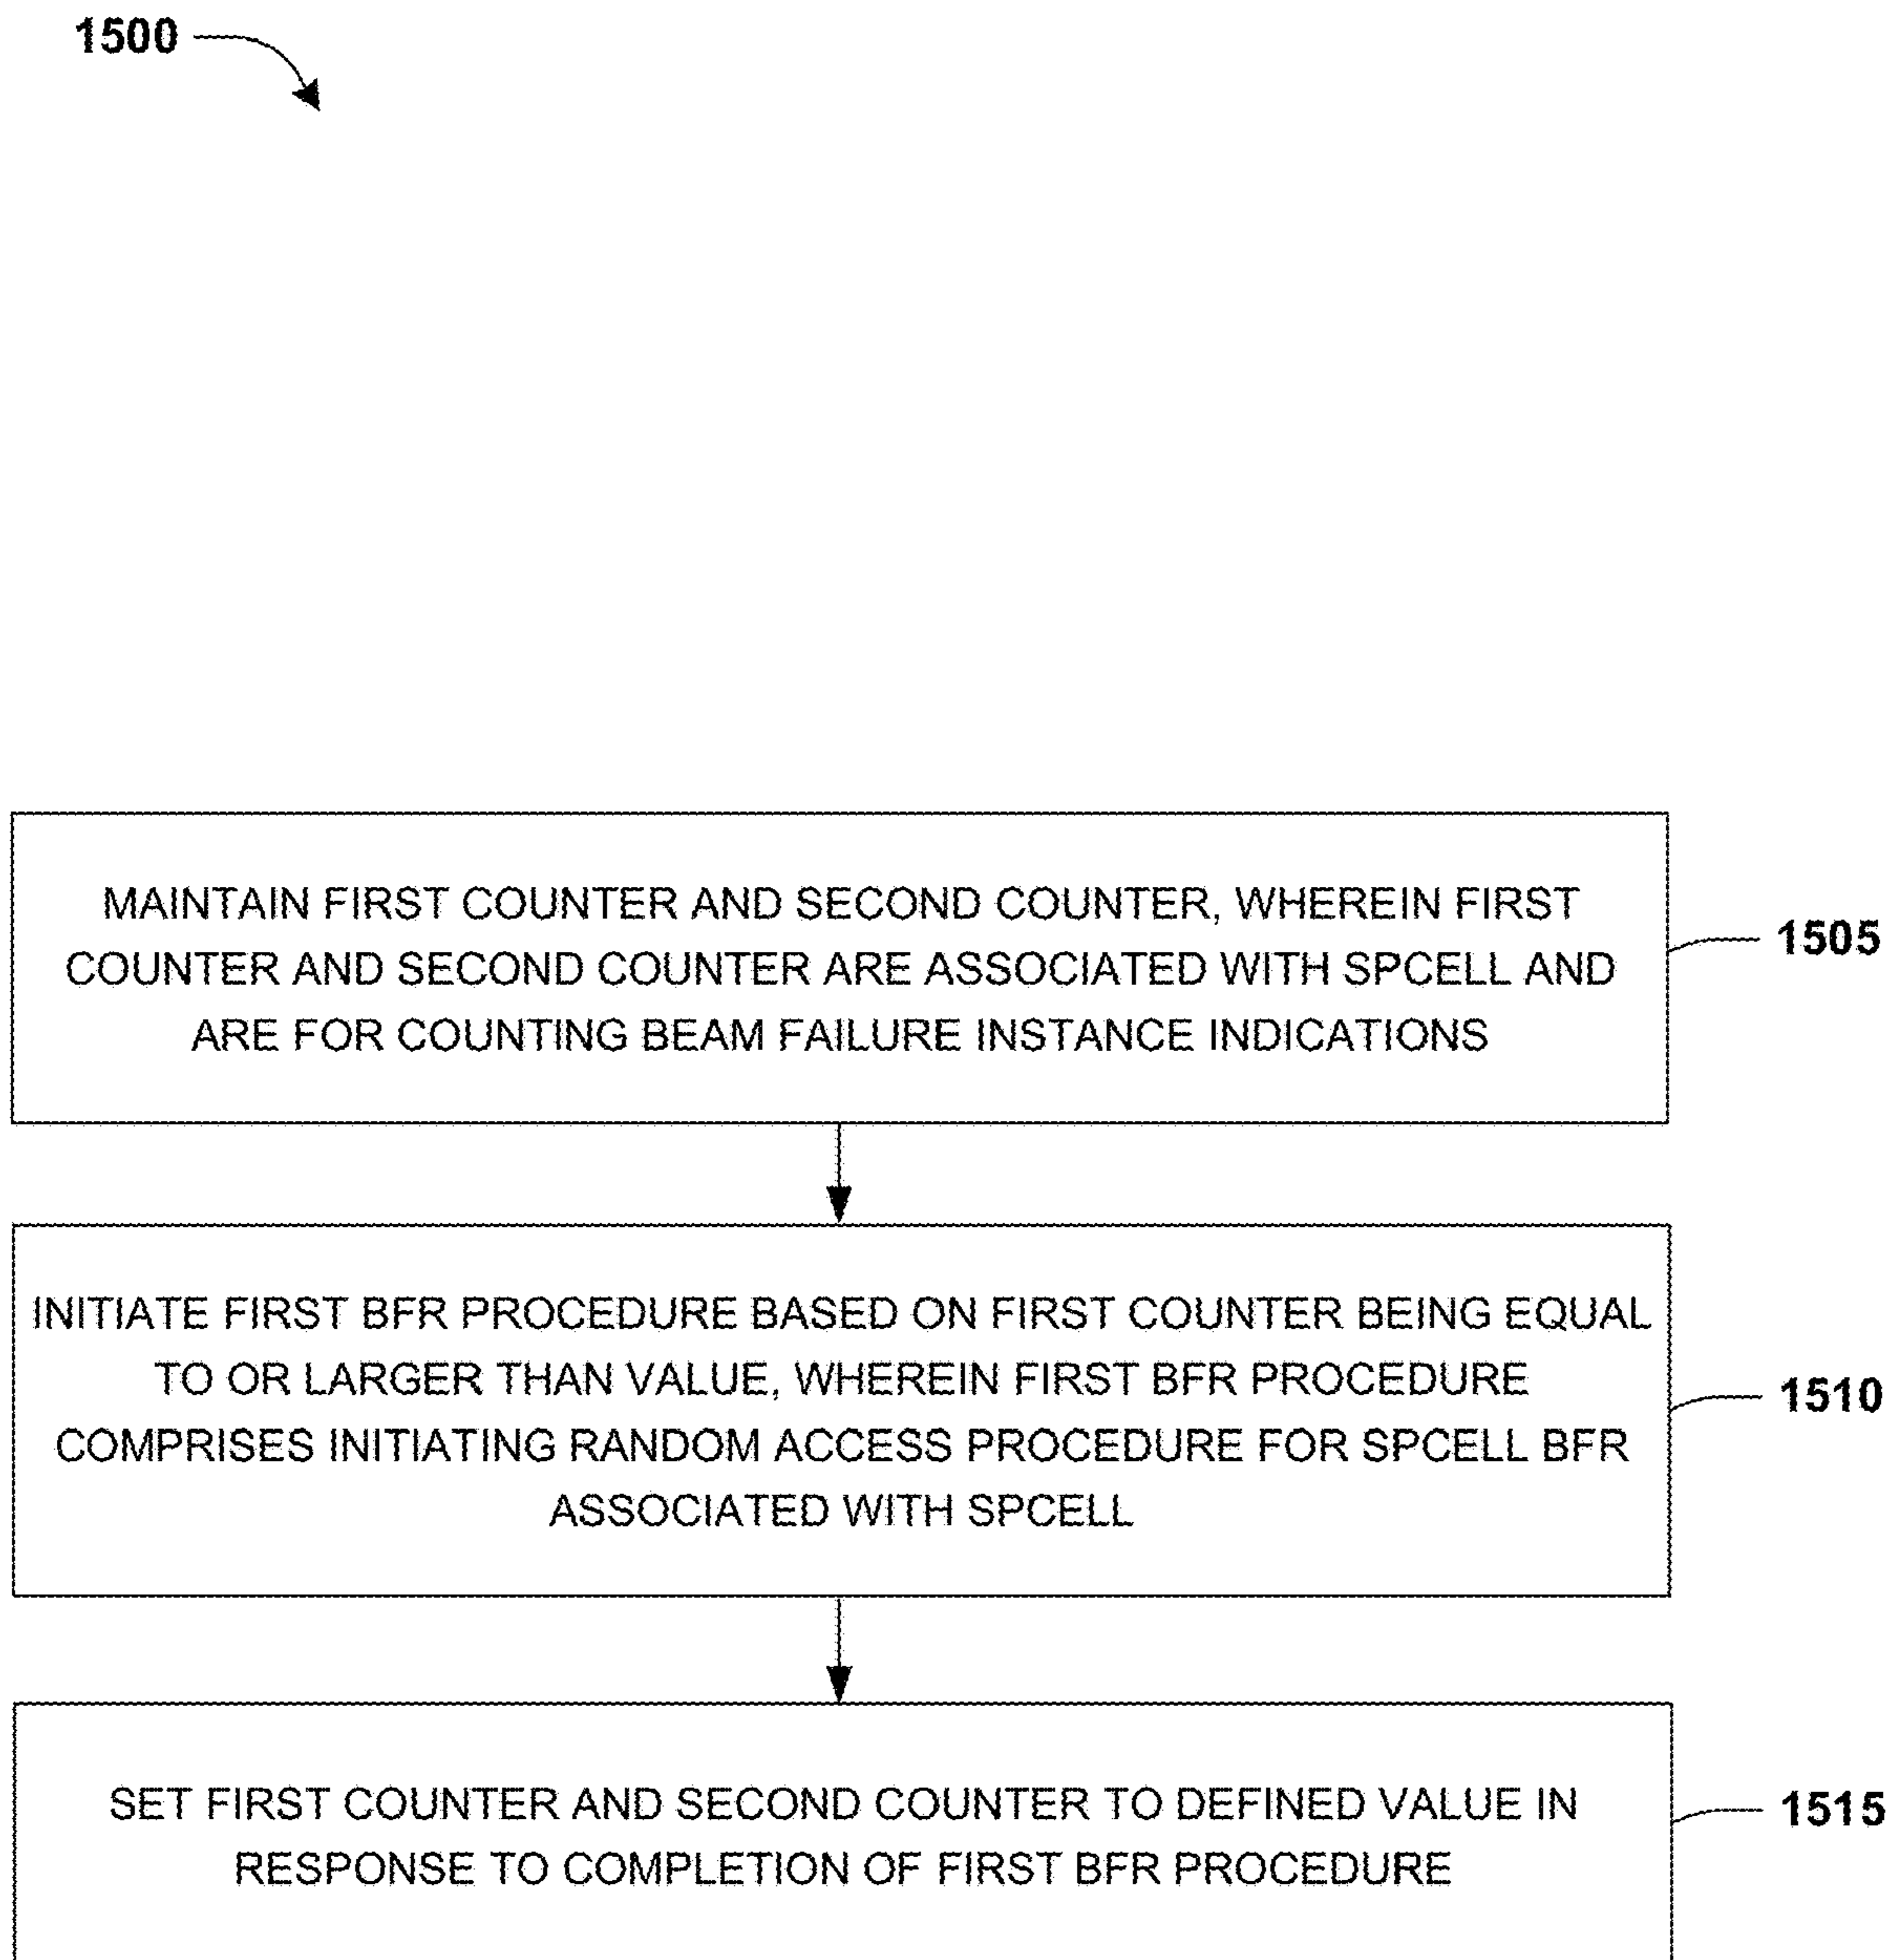 1500
MAINTAIN FIRST COUNTER AND SECOND COUNTER, WHEREIN FIRST
COUNTER AND SECOND COUNTER ARE ASSOCIATED WITH SPCELL AND
ARE FOR COUNTING BEAM FAILURE INSTANCE INDICATIONS
1505
INITIATE FIRST BFR PROCEDURE BASED ON FIRST COUNTER BEING EQUAL
TO OR LARGER THAN VALUE, WHEREIN FIRST BFR PROCEDURE
COMPRISES INITIATING RANDOM ACCESS PROCEDURE FOR SPCELL BFR
ASSOCIATED WITH SPCELL
1510
SET FIRST COUNTER AND SECOND COUNTER TO DEFINED VALUE IN
RESPONSE TO COMPLETION OF FIRST BFR PROCEDURE
1515